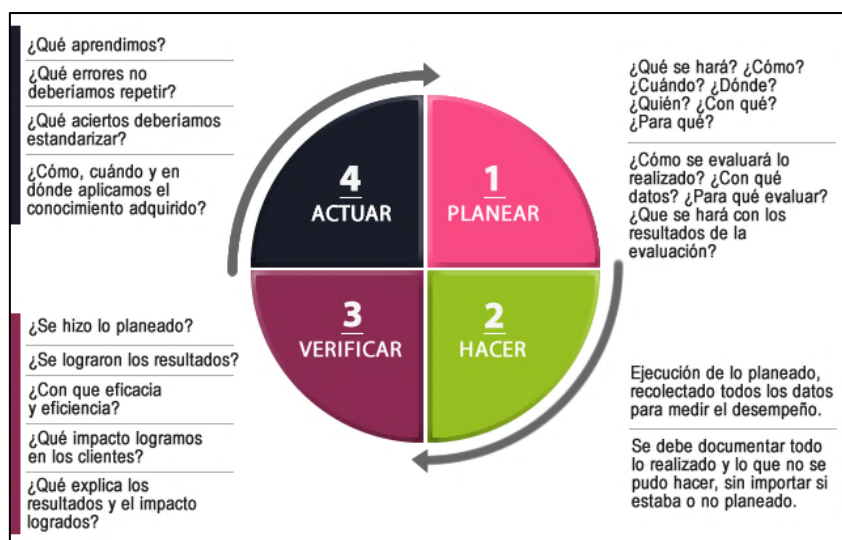 ¿Qué aprendimos?
¿Qué errores no
deberíamos repetir?
¿Qué aciertos deberíamos
estandarizar?
¿Cómo, cuándo y en
dónde aplicamos el
conocimiento adquirido?
4
ACTUAR
1
PLANEAR
¿Qué se hará? ¿Cómo?
¿Cuándo? ¿Dónde?
¿Quién? ¿Con qué?
¿Para qué?
¿Cómo se evaluará lo
realizado? ¿Con qué
datos? ¿Para qué evaluar?
¿Que se hará con los
resultados de la
evaluación?
¿Se hizo lo planeado?
¿Se lograron los resultados?
¿Con que eficacia
y eficiencia?
¿Qué impacto logramos
en los clientes?
¿Qué explica los
resultados y el impacto
logrados?
3
VERIFICAR
2
HACER
Ejecución de lo planeado,
recolectado todos los datos
para medir el desempeño.
Se debe documentar todo
lo realizado y lo que no se
pudo hacer, sin importar si
estaba o no planeado.